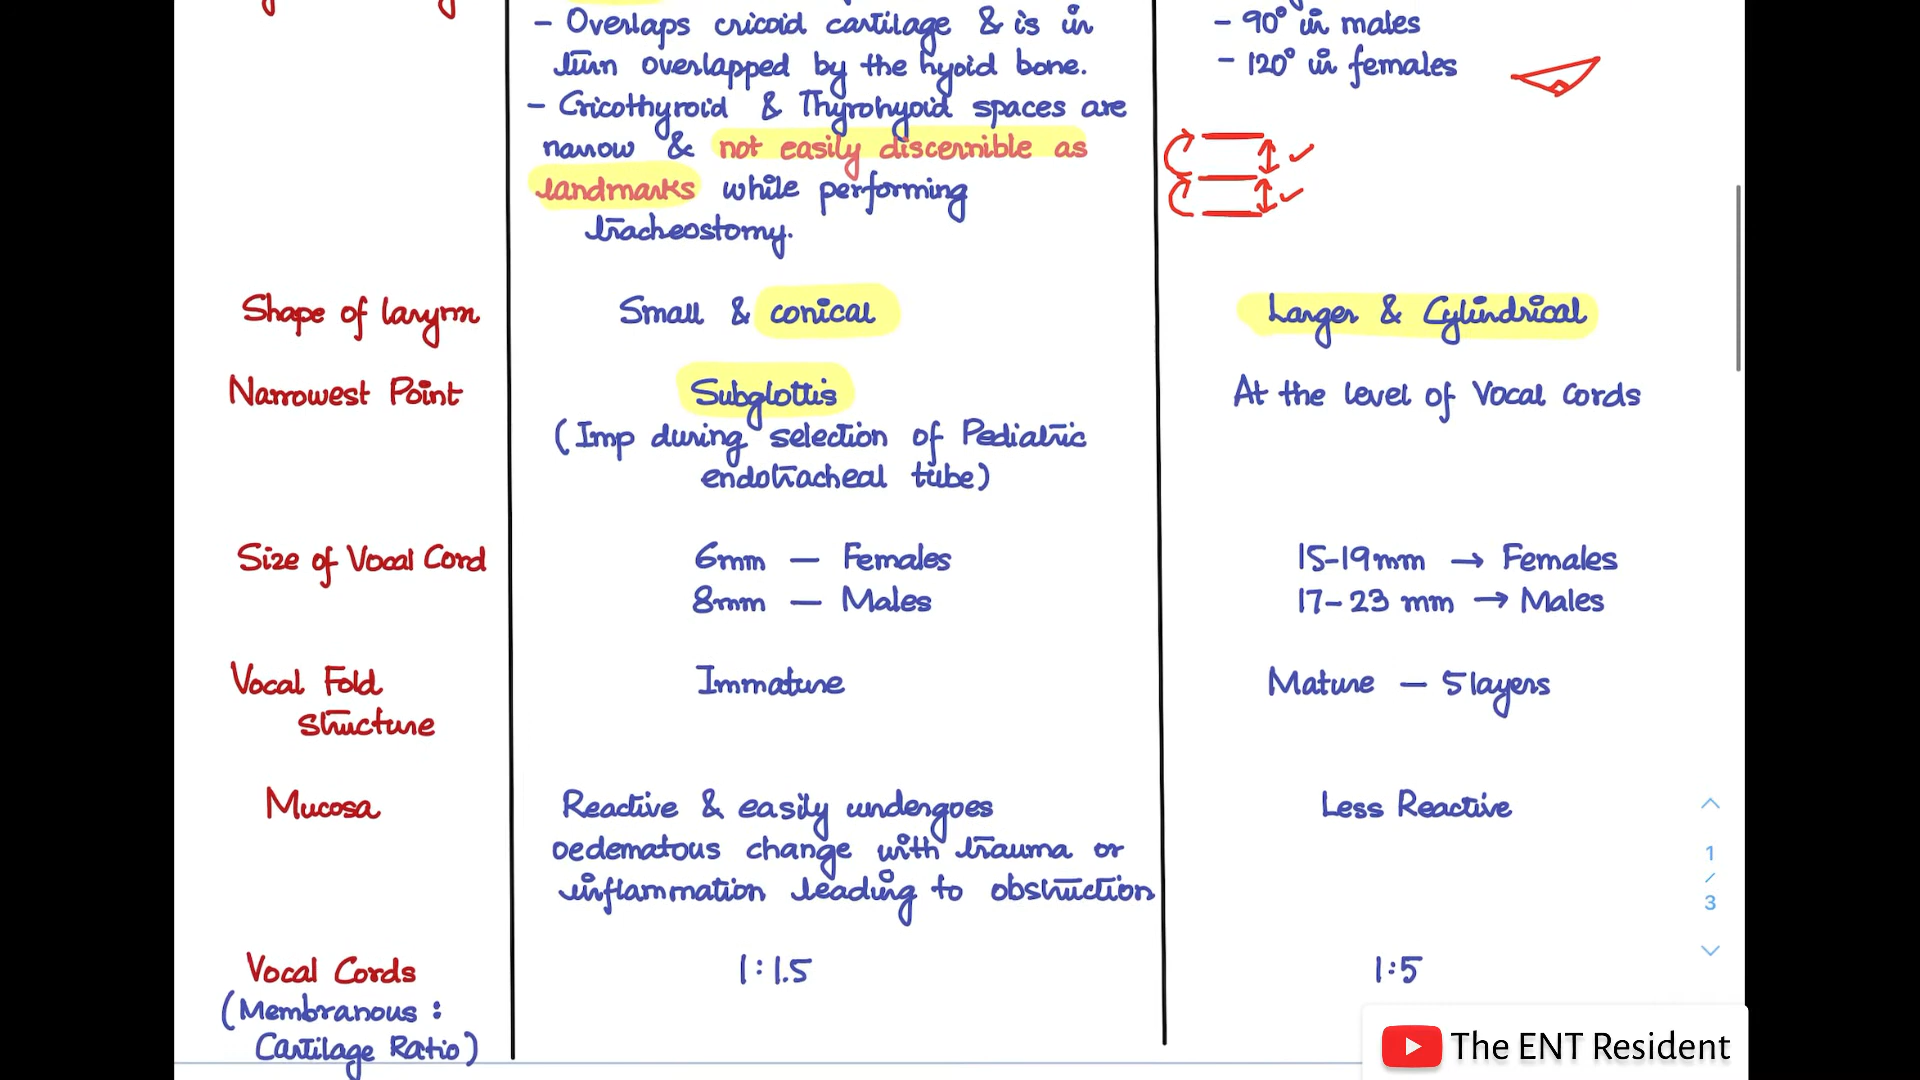 - Overlaps cricoid cartilage & is in
turn overlapped by the hyoid bone.
- Cricothyroid & Thyrohyoid spaces are
narrow & not easily discernible as
landmarks while performing
tracheostomy.
- 90° in males
- 120° in females
Shape of larynx
Small & conical
Larger & Cylindrical
Narrowest Point
Subglottis
(Imp during selection of Pediatric
endotracheal tube)
At the level of Vocal Cords
Size of Vocal Cord
6mm — Females
8mm — Males
15-19mm → Females
17-23 mm → Males
Vocal Fold
structure
Immature
Mature — 5 layers
Mucosa
Reactive & easily undergoes
oedematous change with trauma or
inflammation leading to obstruction
Less Reactive
Vocal Cords
(Membranous :
Cartilage Ratio)
1 : 1.5
1:5
1
/
3
The ENT Resident